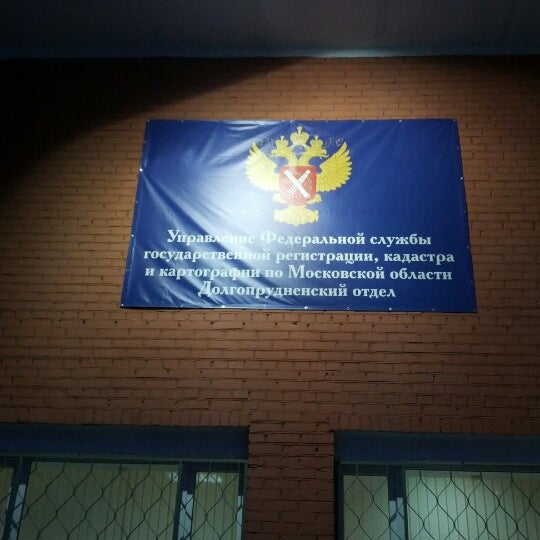 Управление Федеральной службы
государственной регистрации, кадастра
и картографии по Московской области
Долгопрудненский отдел